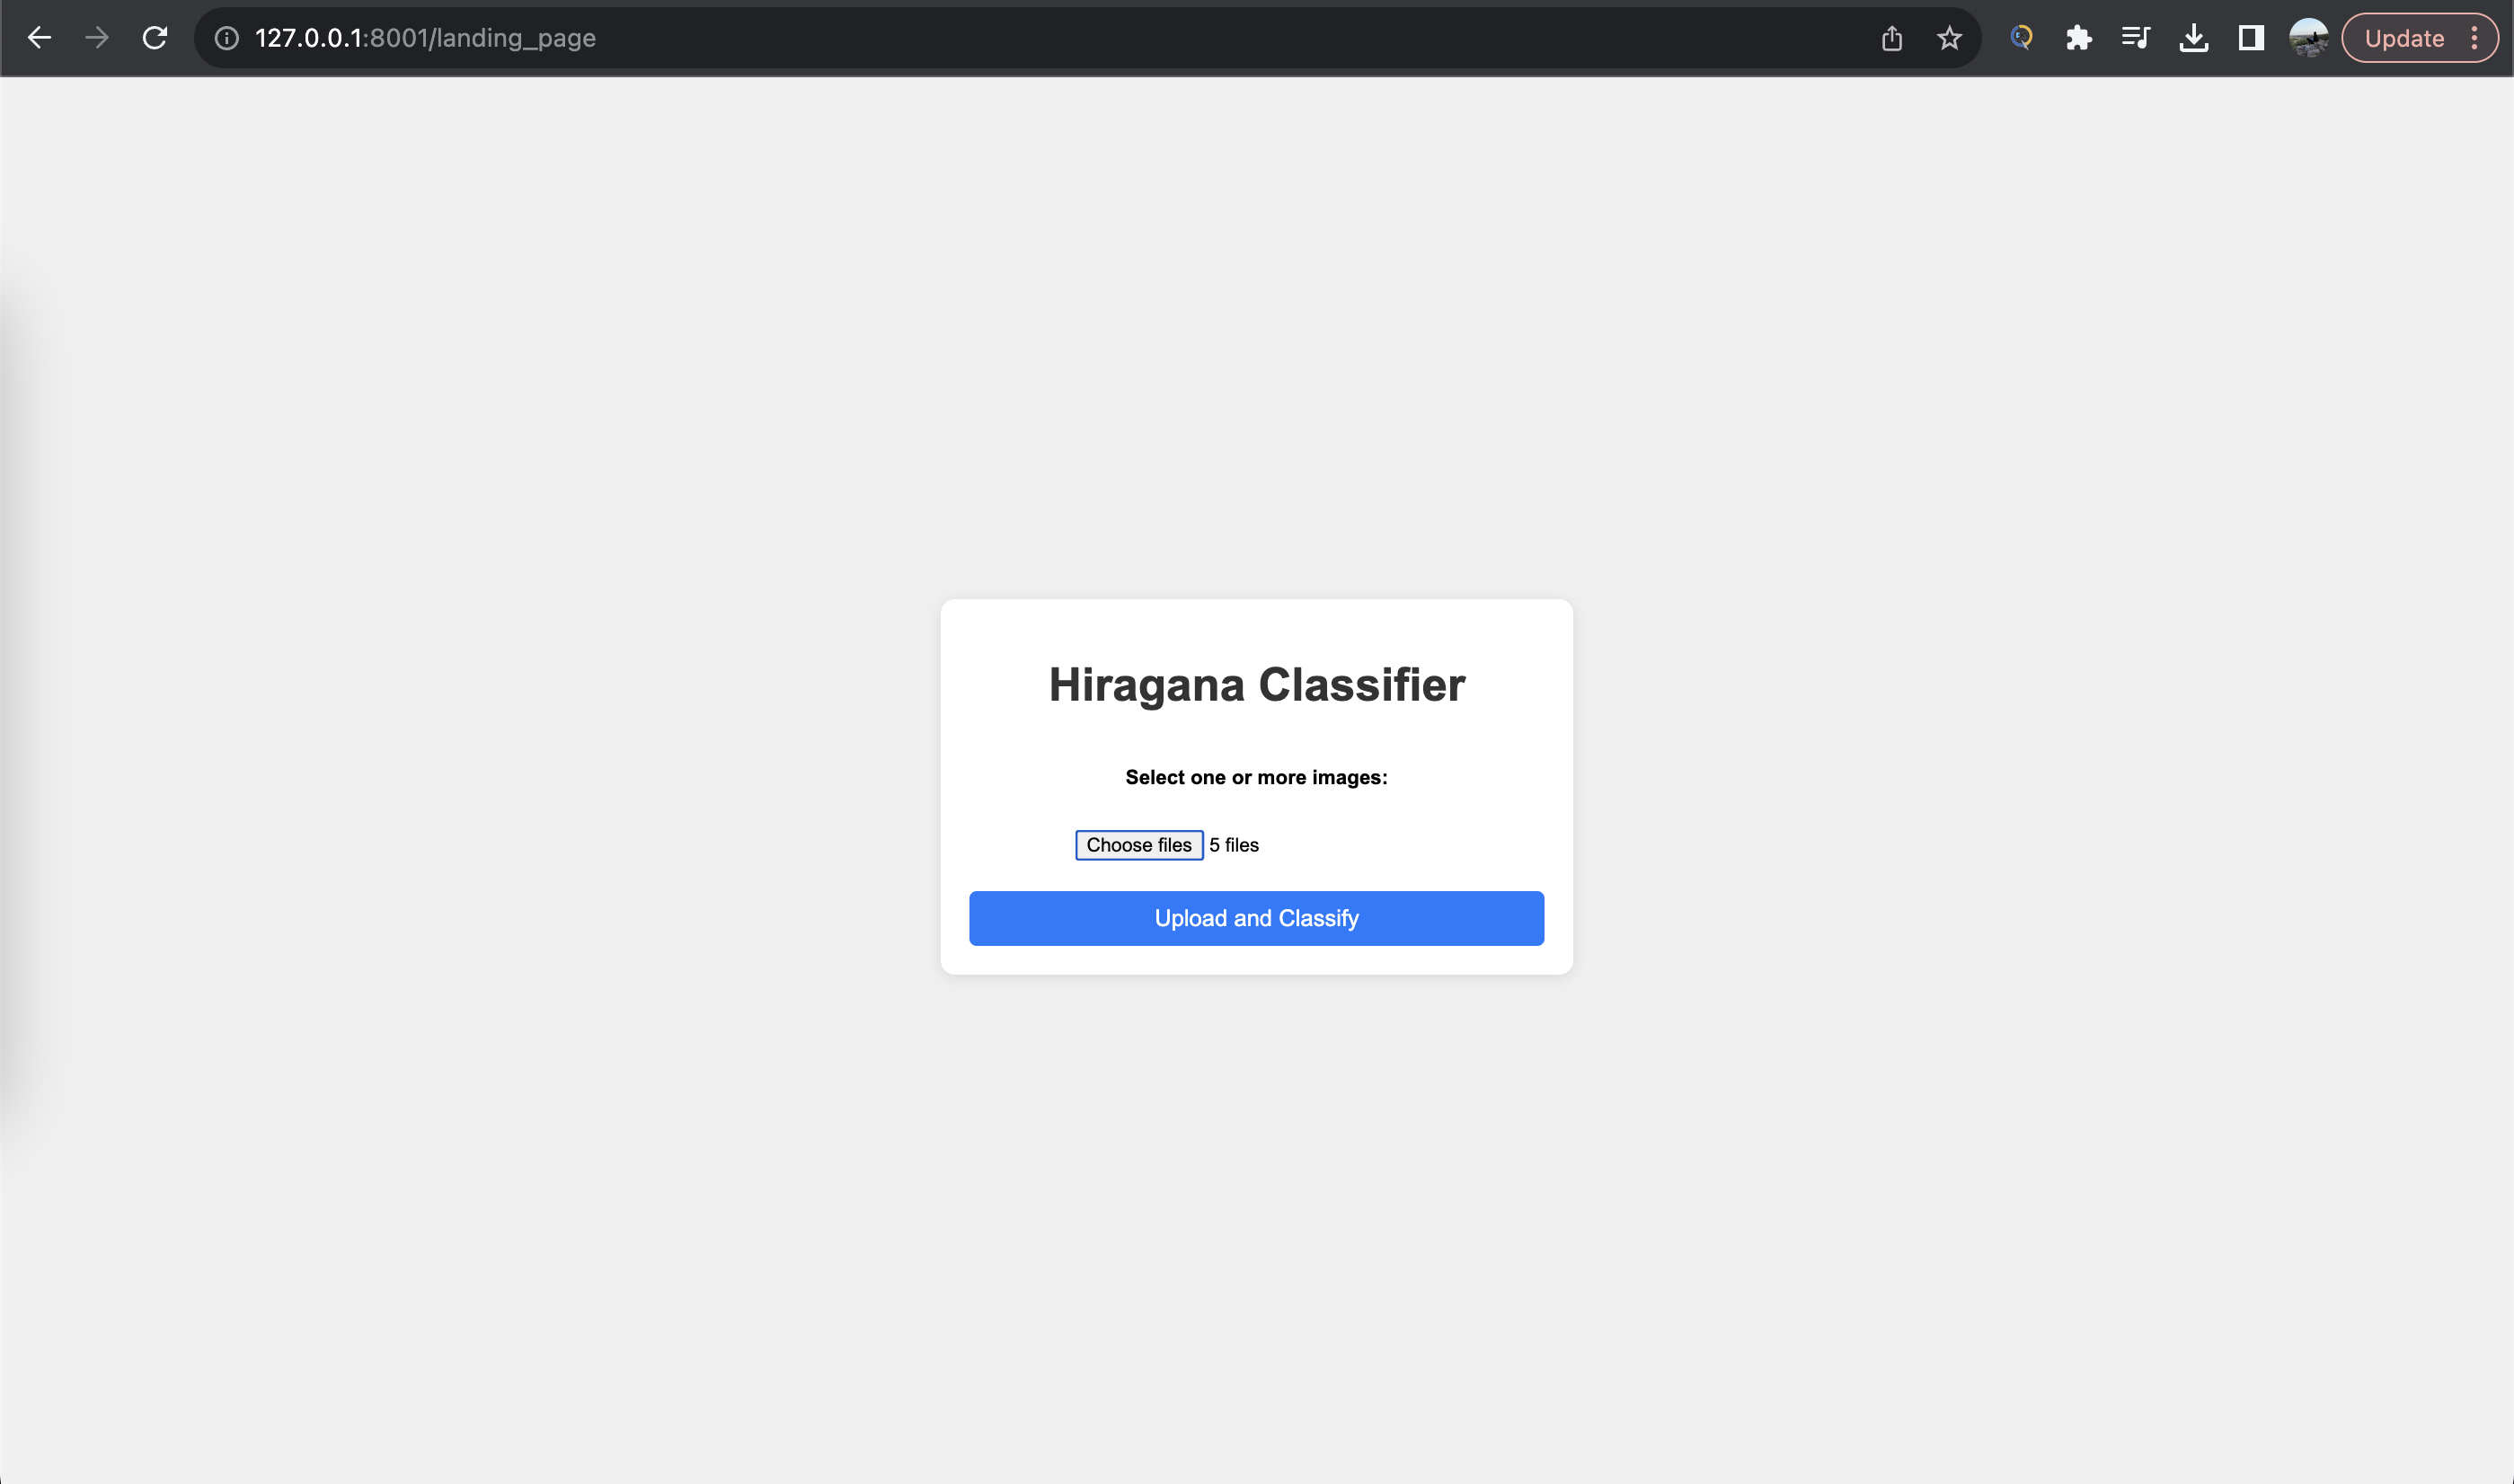 127.0.0.1:8001/landing_page
Update
Hiragana Classifier
Select one or more images:
Choose files 5 files
Upload and Classify